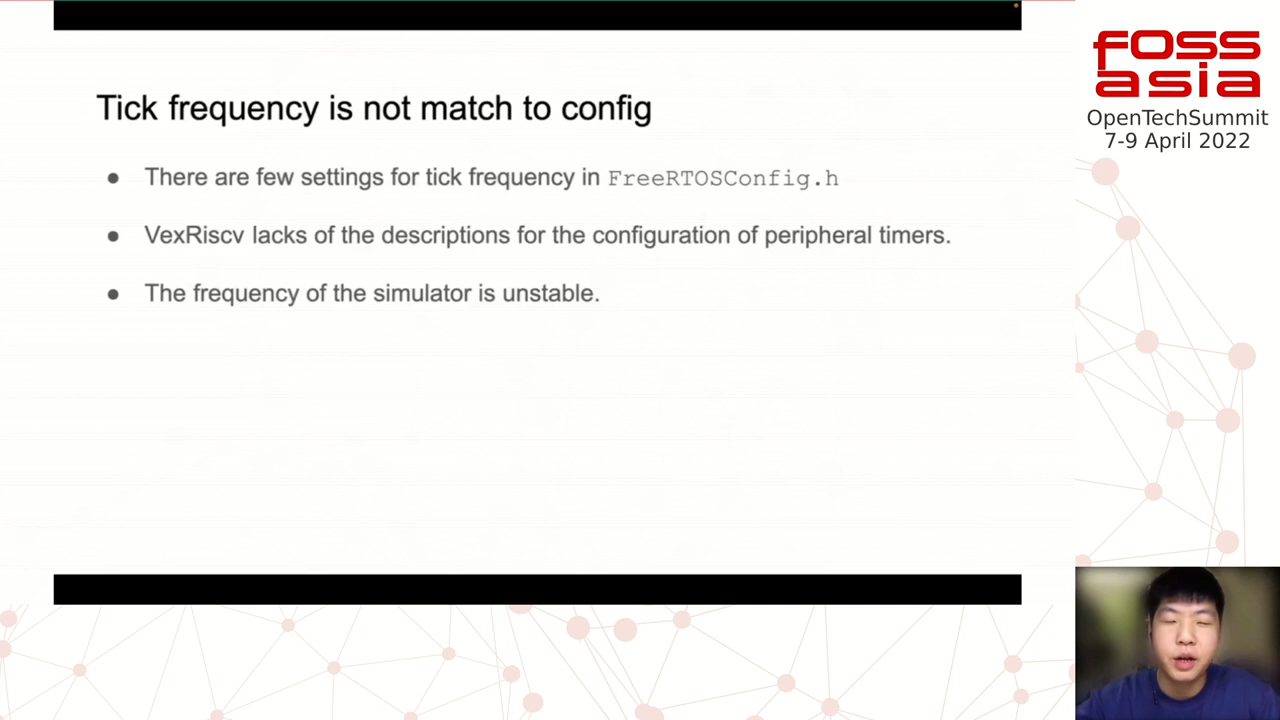 Tick frequency is not match to config
● There are few settings for tick frequency in FreeRTOSConfig.h
● VexRiscv lacks of the descriptions for the configuration of peripheral timers.
● The frequency of the simulator is unstable.
FOSS
asia
OpenTechSummit
7-9 April 2022